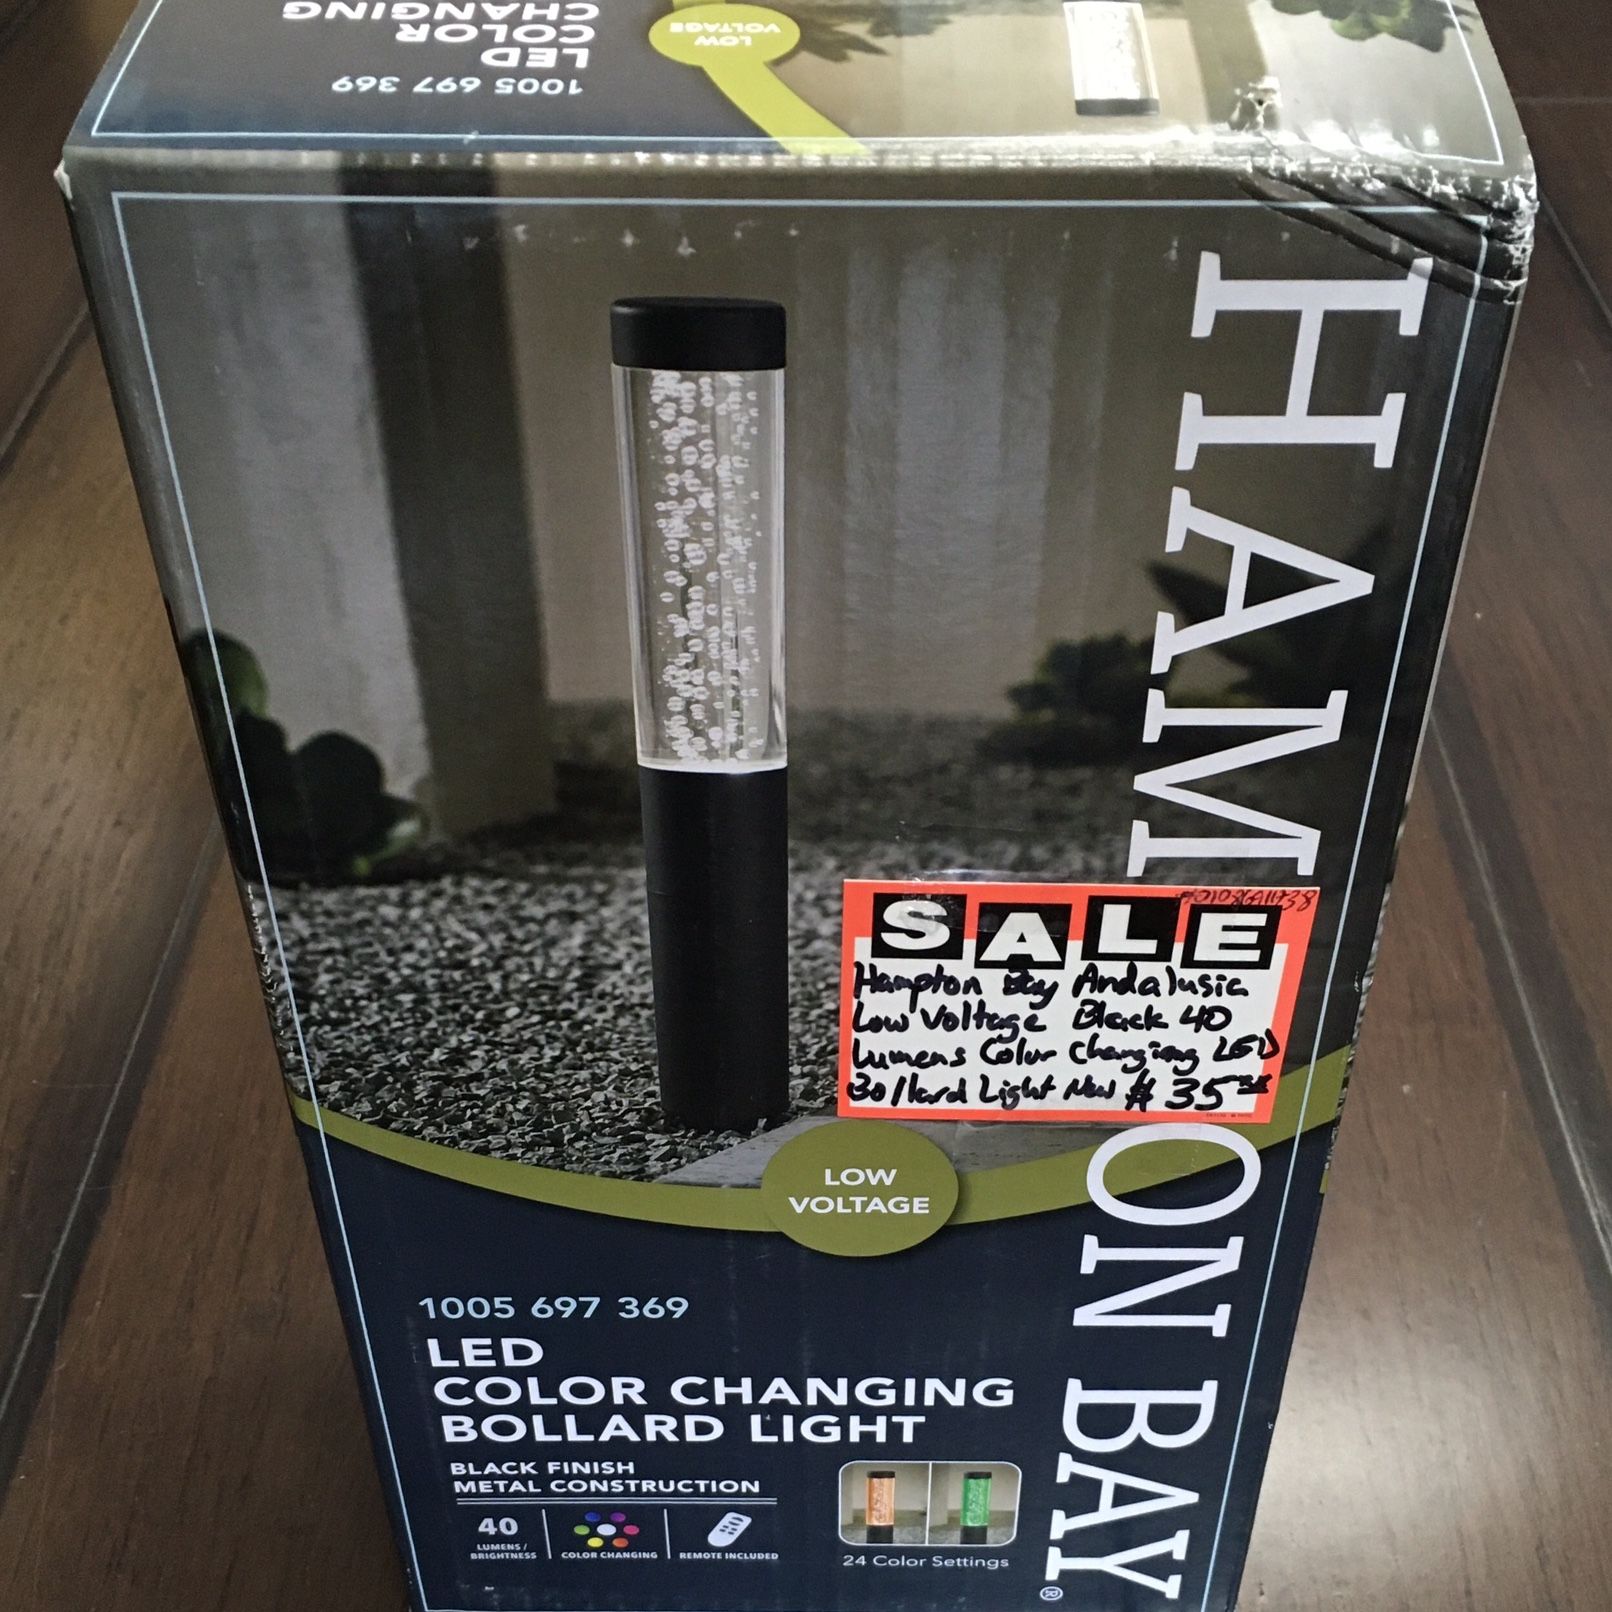 1005 697 369
LED
COLOR
CHANGING
LOW
VOLTAGE
HAM ON BAY®
SALE
Hampton Bay Andalusia
Low Voltage Black 40
Lumens Color Changing LED
Bollard Light New $35
LOW
VOLTAGE
1005 697 369
LED
COLOR CHANGING
BOLLARD LIGHT
BLACK FINISH
METAL CONSTRUCTION
40
LUMENS /
BRIGHTNESS
COLOR CHANGING
REMOTE INCLUDED
24 Color Settings